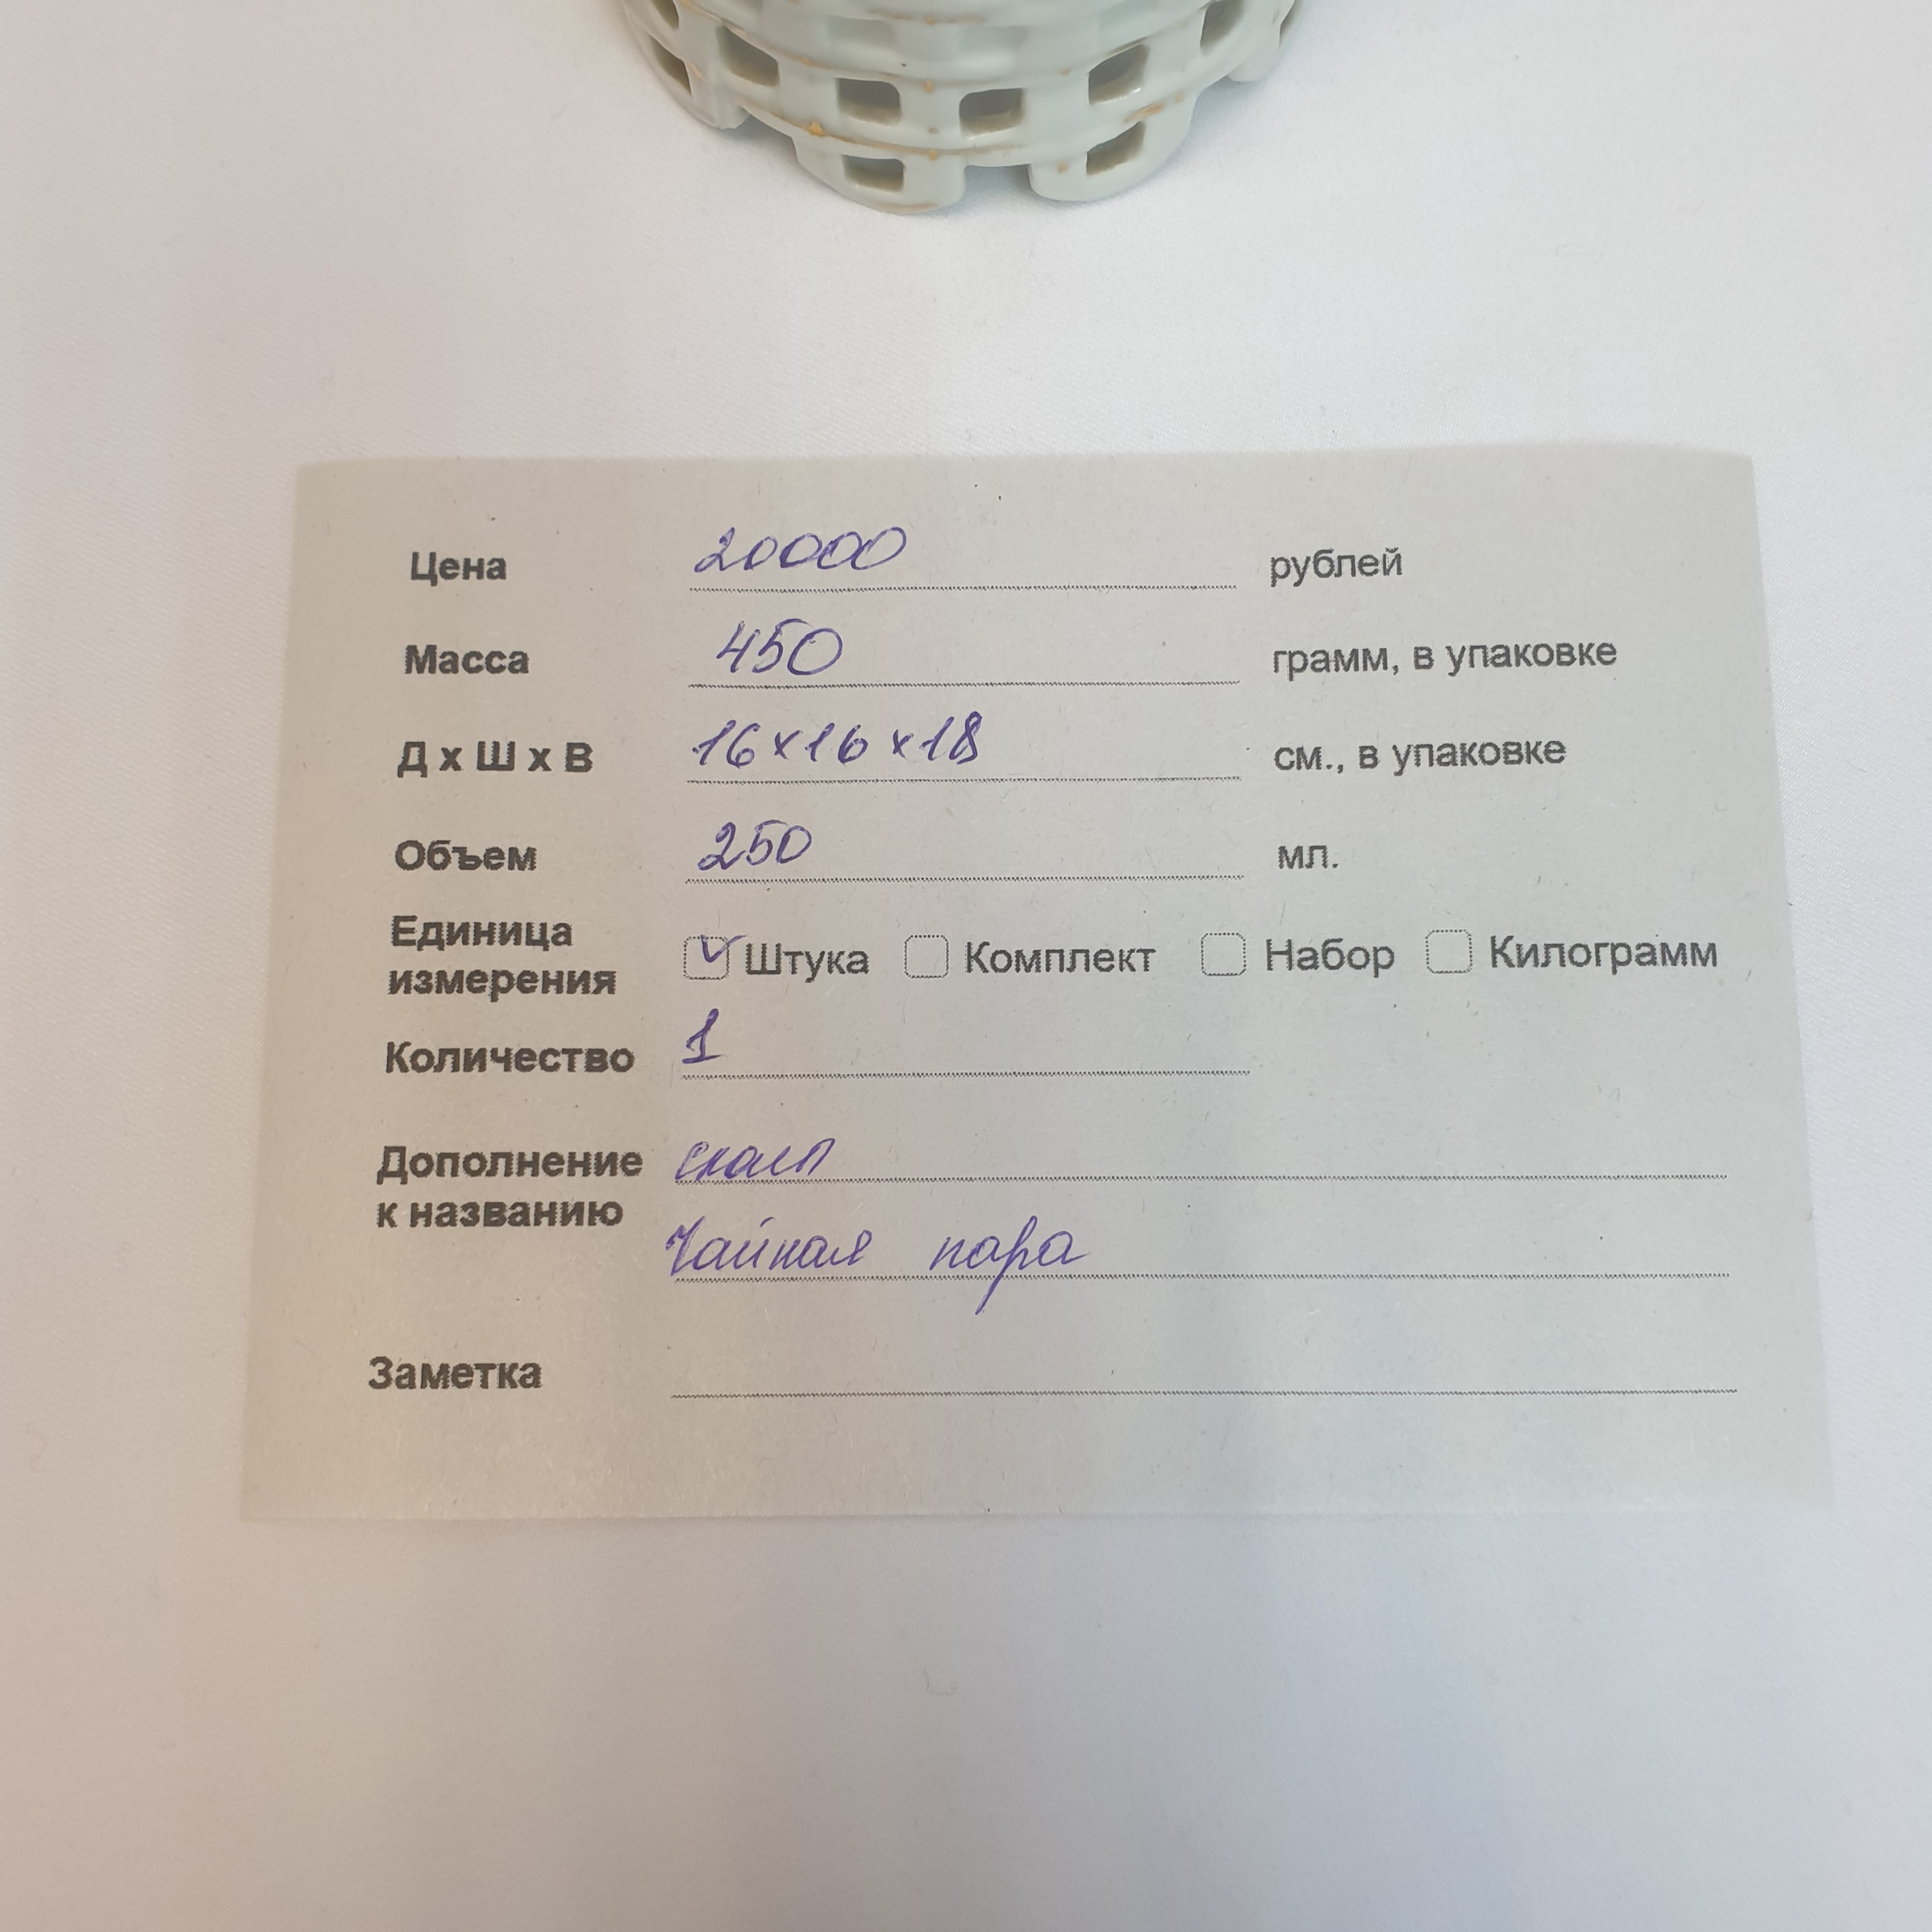 Цена 20000 рублей
Масса 450 грамм, в упаковке
Д х Ш х В 16х16х18 см., в упаковке
Объем 250 мл.
Единица
измерения Штука Комплект Набор Килограмм
Количество 1
Дополнение
к названию
Чайная пара
Заметка